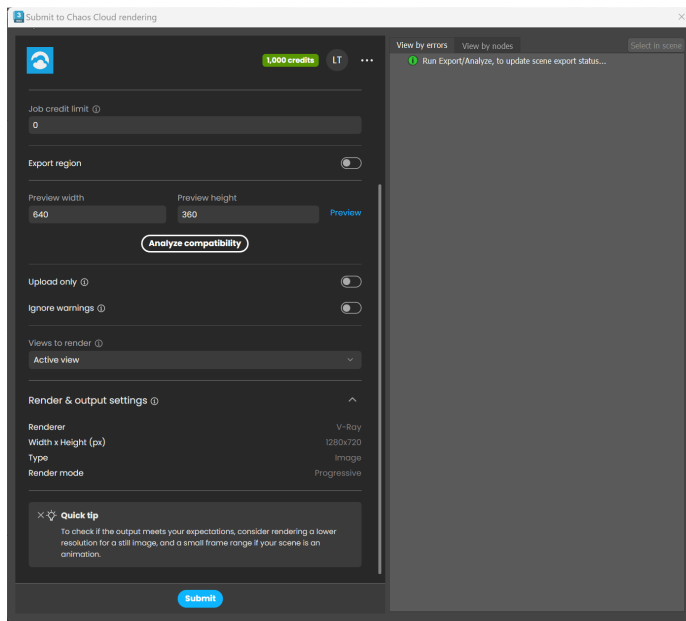 Submit to Chaos Cloud rendering
1,000 credits
LT
Job credit limit
0
Export region
Preview width
Preview height
640
360
Preview
Analyze compatibility
Upload only
Ignore warnings
Views to render
Active view
Render & output settings
Renderer
V-Ray
Width x Height (px)
1280x720
Type
Image
Render mode
Progressive
Quick tip
To check if the output meets your expectations, consider rendering a lower
resolution for a still image, and a small frame range if your scene is an
animation.
Submit
View by errors
View by nodes
Select in scene
Run Export/Analyze, to update scene export status...